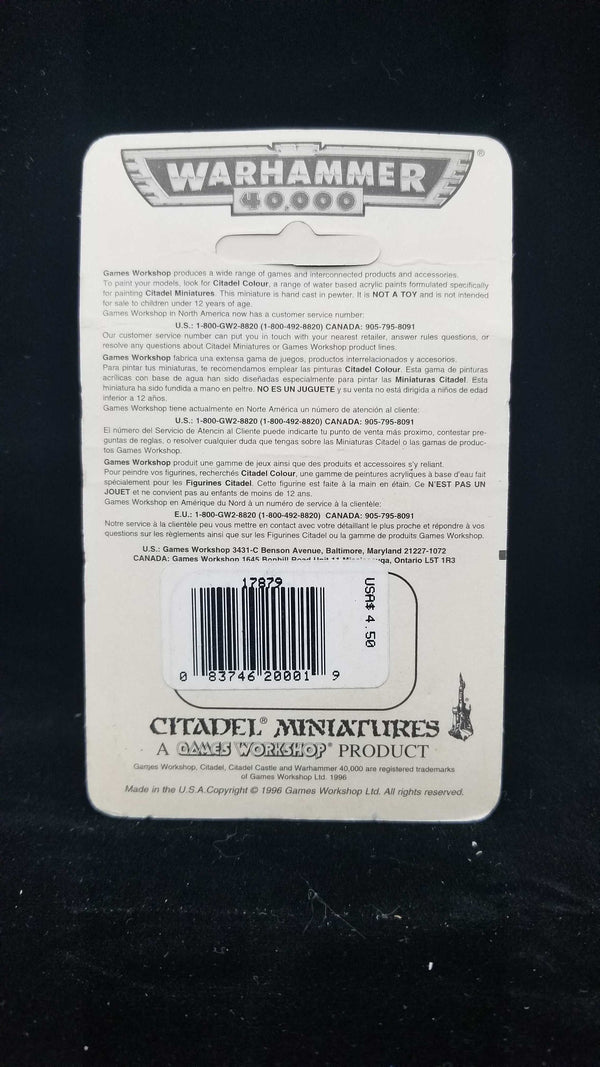 WARHAMMER ®
40,000
Games Workshop produces a wide range of games and interconnected products and accessories.
To paint your models, look for Citadel Colour, a range of water based acrylic paints formulated specifically
for painting Citadel Miniatures. This miniature is hand cast in pewter. It is NOT A TOY and is not intended
for sale to children under 12 years of age.
Games Workshop in North America now has a customer service number:
U.S.: 1-800-GW2-8820 (1-800-492-8820) CANADA: 905-795-8091
Our customer service number can put you in touch with your nearest retailer, answer rules questions, or
resolve any questions about Citadel Miniatures or Games Workshop product lines.
Games Workshop fabrica una extensa gama de juegos, productos interrelacionados y accesorios.
Para pintar tus miniaturas, te recomendamos emplear las pinturas Citadel Colour. Esta gama de pinturas
acrílicas con base de agua han sido diseñadas especialmente para pintar las Miniaturas Citadel. Esta
miniatura ha sido fundida a mano en peltro. NO ES UN JUGUETE y su venta no está dirigida a niños de edad
inferior a 12 años.
Games Workshop tiene actualmente en Norte América un número de atención al cliente:
U.S.: 1-800-GW2-8820 (1-800-492-8820) CANADA: 905-795-8091
El número del Servicio de Atencin al Cliente puede indicarte tu punto de venta más proximo, contestar pre-
guntas de reglas, o resolver cualquier duda que tengas sobre las Miniaturas Citadel o las gamas de produc-
tos Games Workshop.
Games Workshop produit une gamme de jeux ainsi que des produits et accessoires s'y reliant.
Pour peindre vos figurines, recherchés Citadel Colour, une gamme de peintures acryliques à base d'eau fait
spécialement pour les Figurines Citadel. Cette figurine est faite à la main en étain. Ce N'EST PAS UN
JOUET et ne convient pas au enfants de moins de 12 ans.
Games Workshop en Amérique du Nord à un numéro de service à la clientèle:
E.U.: 1-800-GW2-8820 (1-800-492-8820) CANADA: 905-795-8091
Notre service à la clientèle peu vous mettre en contact avec votre détaillant le plus proche et répondre à vos
questions sur les règlements ainsi que sur les Figurines Citadel ou la gamme de produits Games Workshop.
U.S.: Games Workshop 3431-C Benson Avenue, Baltimore, Maryland 21227-1072
CANADA: Games Workshop 1645 Bonhill Road Unit 11 Mississauga, Ontario L5T 1R3
17879
USA$ 4.50
0 83746 20001 9
CITADEL® MINIATURES
A GAMES WORKSHOP® PRODUCT
Games Workshop, Citadel, Citadel Castle and Warhammer 40,000 are registered trademarks
of Games Workshop Ltd. 1996
Made in the U.S.A.Copyright © 1996 Games Workshop Ltd. All rights reserved.